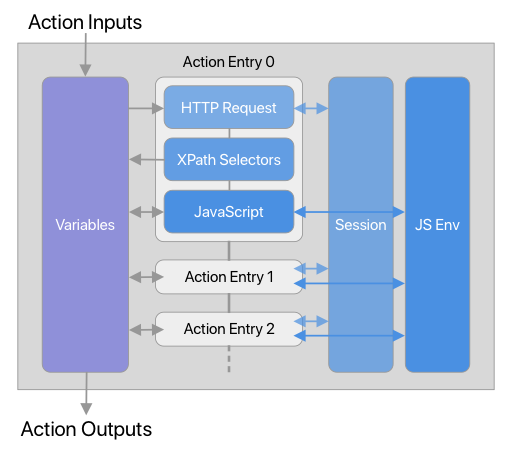 Action Inputs
Action Entry 0
HTTP Request
XPath Selectors
JavaScript
Variables
Session
JS Env
Action Entry 1
Action Entry 2
Action Outputs